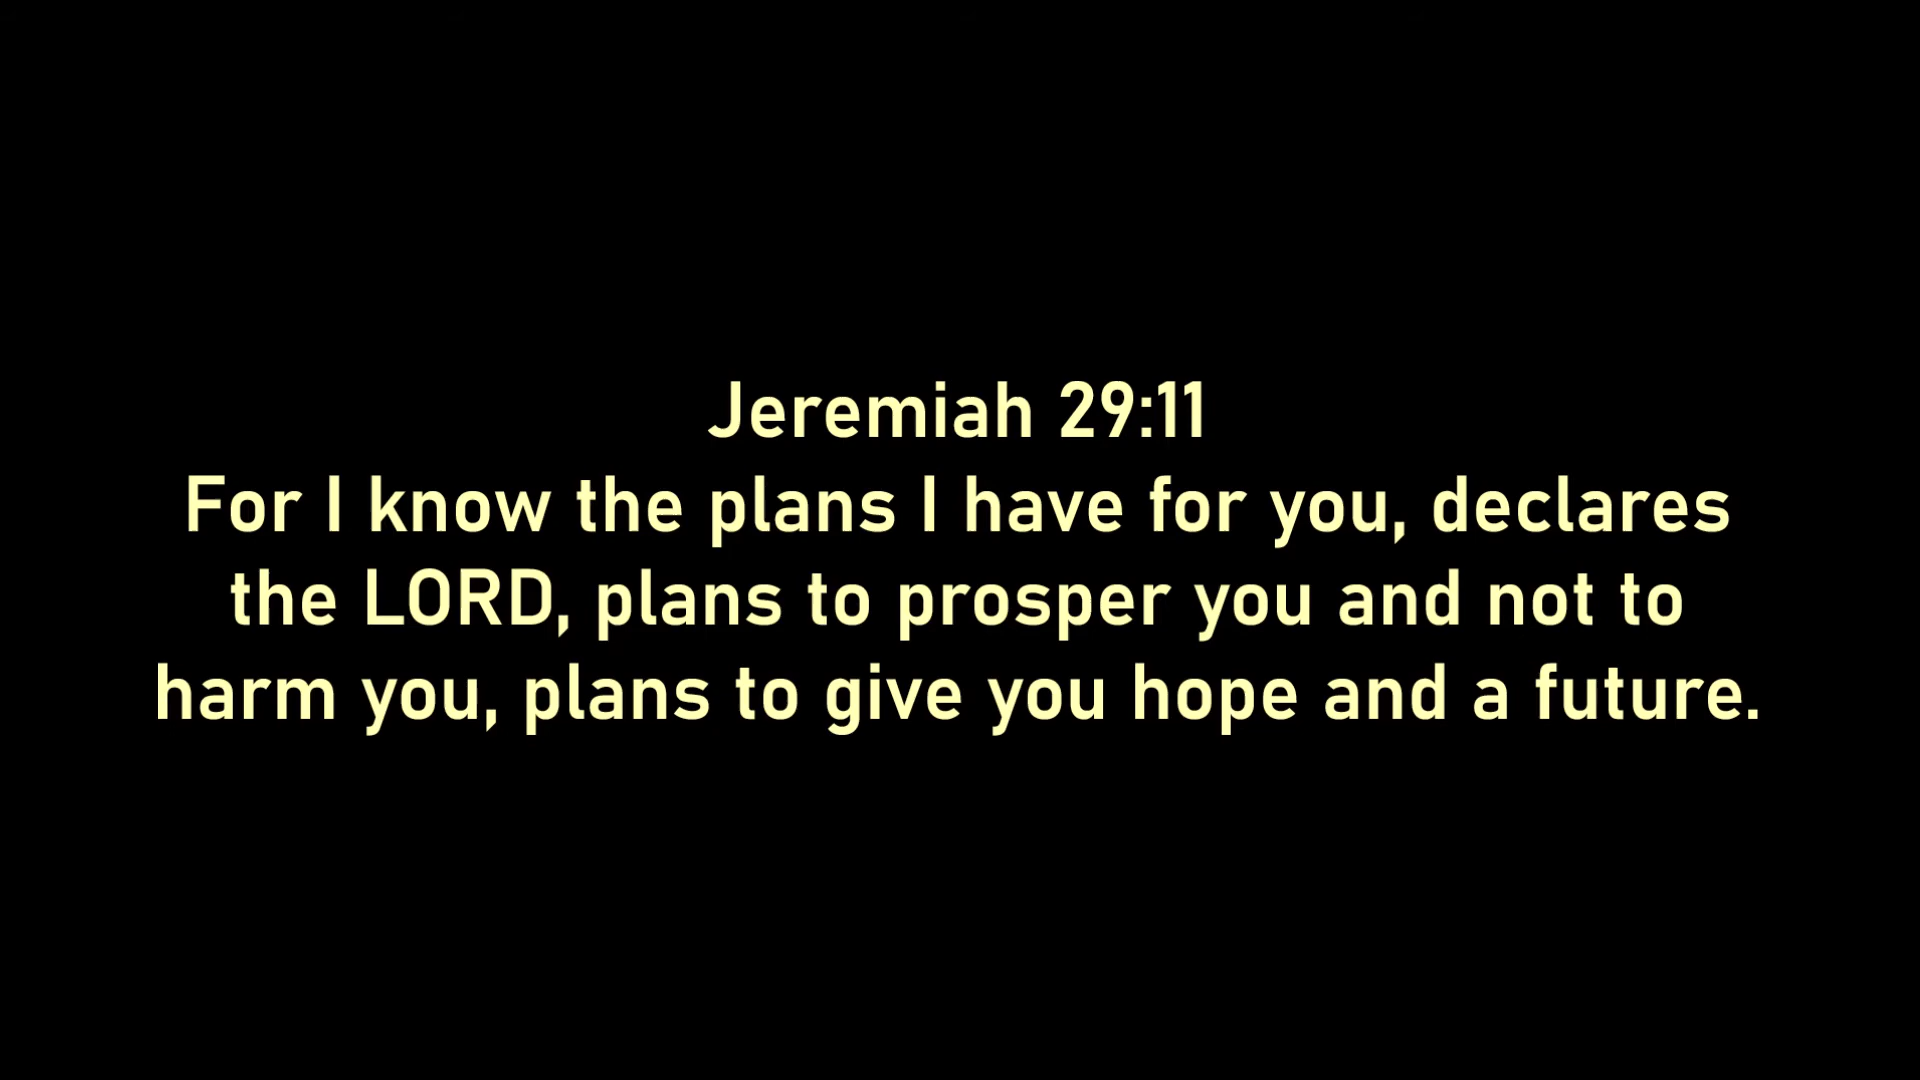 Jeremiah 29:11
For I know the plans I have for you, declares
the LORD, plans to prosper you and not to
harm you, plans to give you hope and a future.